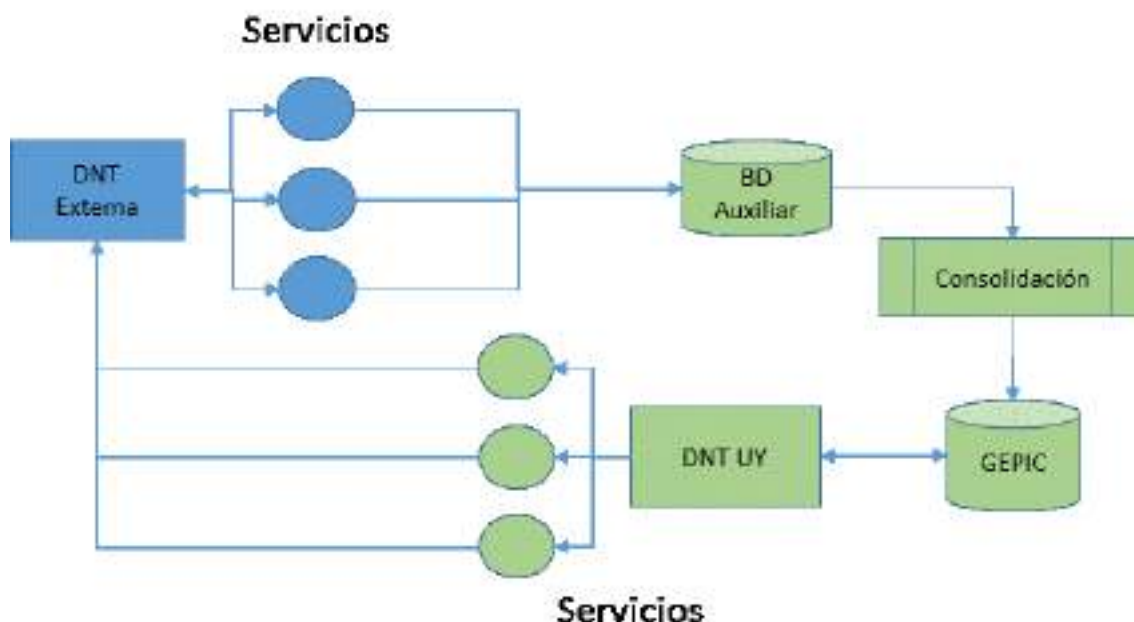 Servicios
DNT
Externa
BD
Auxiliar
Consolidación
DNT UY
GEPIC
Servicios